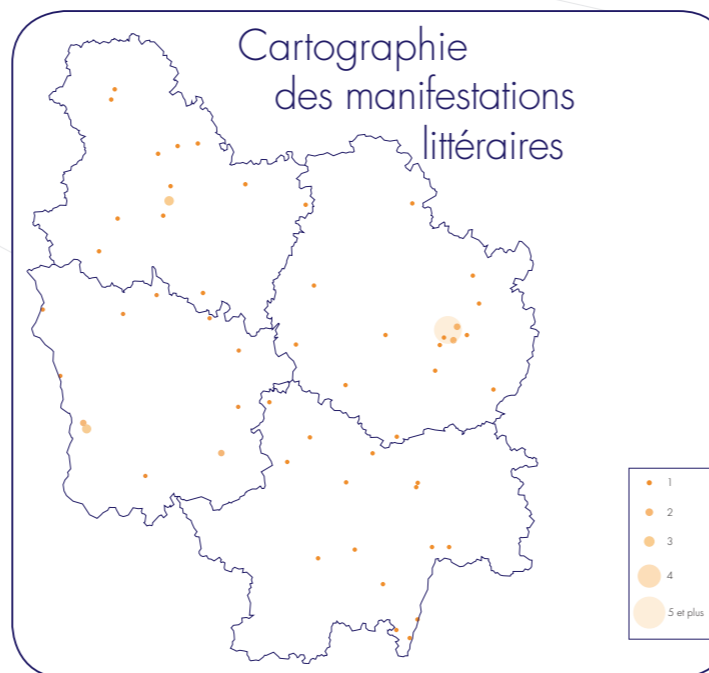 Cartographie
des manifestations
littéraires
1
2
3
4
5 et plus